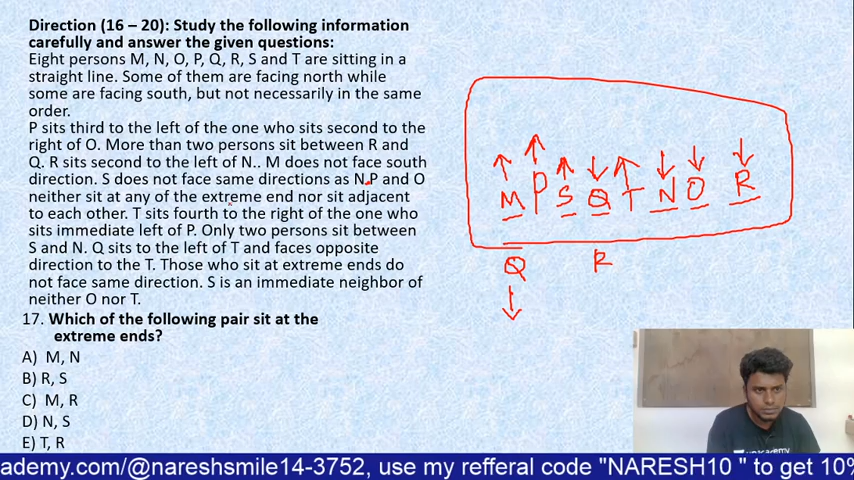 Direction (16 – 20): Study the following information
carefully and answer the given questions:
Eight persons M, N, O, P, Q, R, S and T are sitting in a
straight line. Some of them are facing north while
some are facing south, but not necessarily in the same
order.
P sits third to the left of the one who sits second to the
right of O. More than two persons sit between R and
Q. R sits second to the left of N.. M does not face south
direction. S does not face same directions as N.P and O
neither sit at any of the extreme end nor sit adjacent
to each other. T sits fourth to the right of the one who
sits immediate left of P. Only two persons sit between
S and N. Q sits to the left of T and faces opposite
direction to the T. Those who sit at extreme ends do
not face same direction. S is an immediate neighbor of
neither O nor T.
17. Which of the following pair sit at the
extreme ends?
A) M, N
B) R, S
C) M, R
D) N, S
E) T, R
M P S Q T N O R
Q R
ademy.com/@nareshsmile14-3752, use my refferal code "NARESH10 " to get 10%